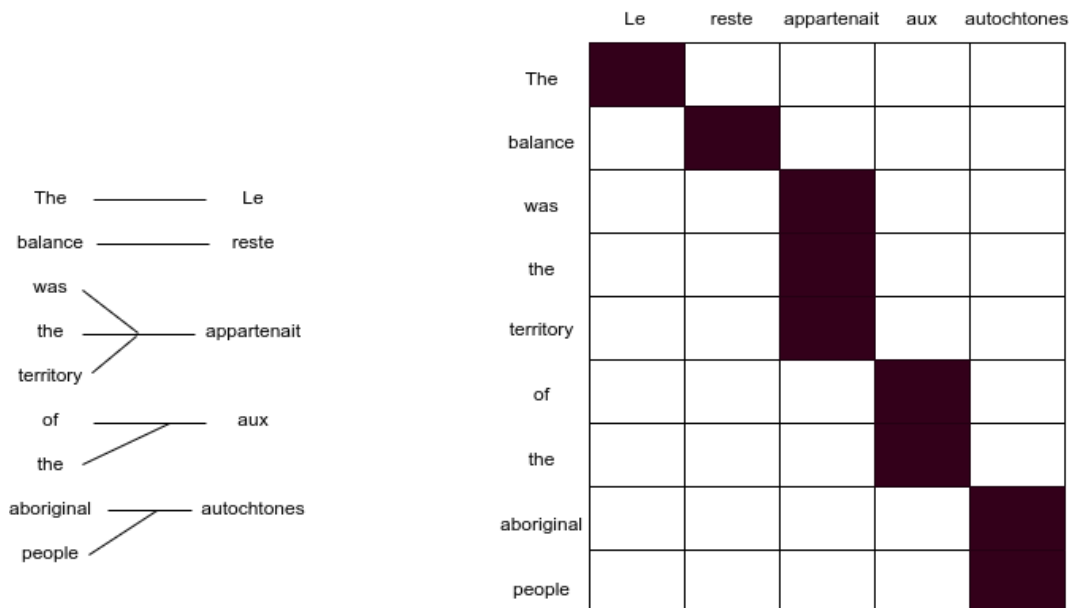 The Le
balance reste
was
the appartenait
territory
of aux
the
aboriginal autochtones
people
Le reste appartenait aux autochtones
The
balance
was
the
territory
of
the
aboriginal
people